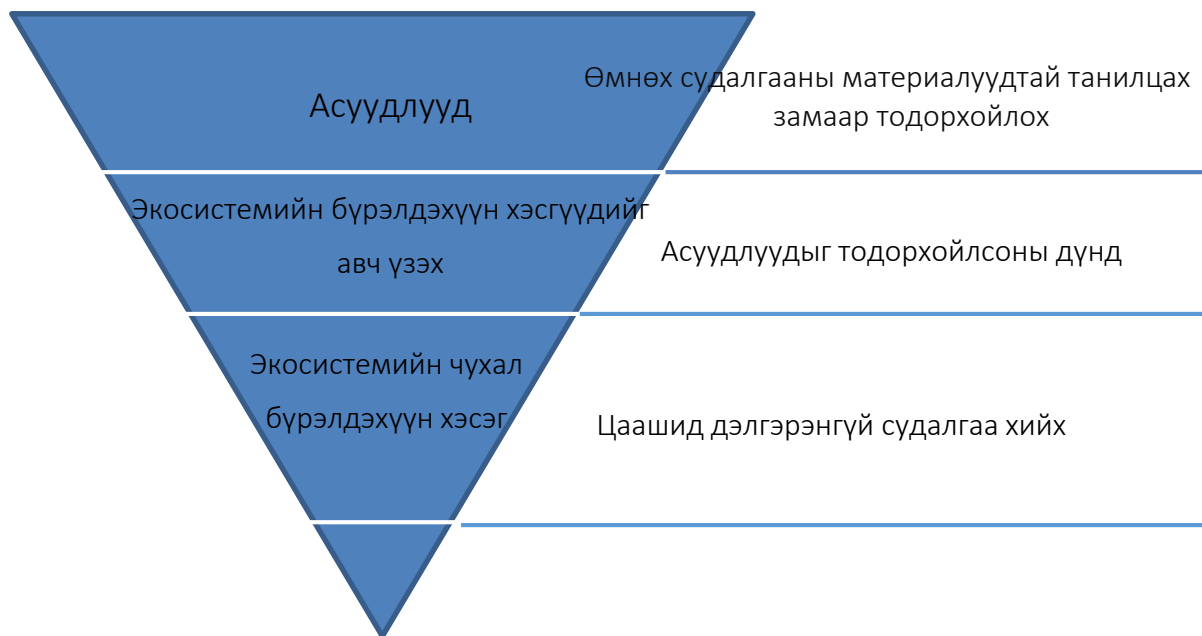 Асуудлууд
Өмнөх судалгааны материалуудтай танилцах
замаар тодорхойлох
Экосистемийн бүрэлдэхүүн хэсгүүдийг
авч үзэх
Асуудлуудыг тодорхойлсоны дүнд
Экосистемийн чухал
бүрэлдэхүүн хэсэг
Цаашид дэлгэрэнгүй судалгаа хийх